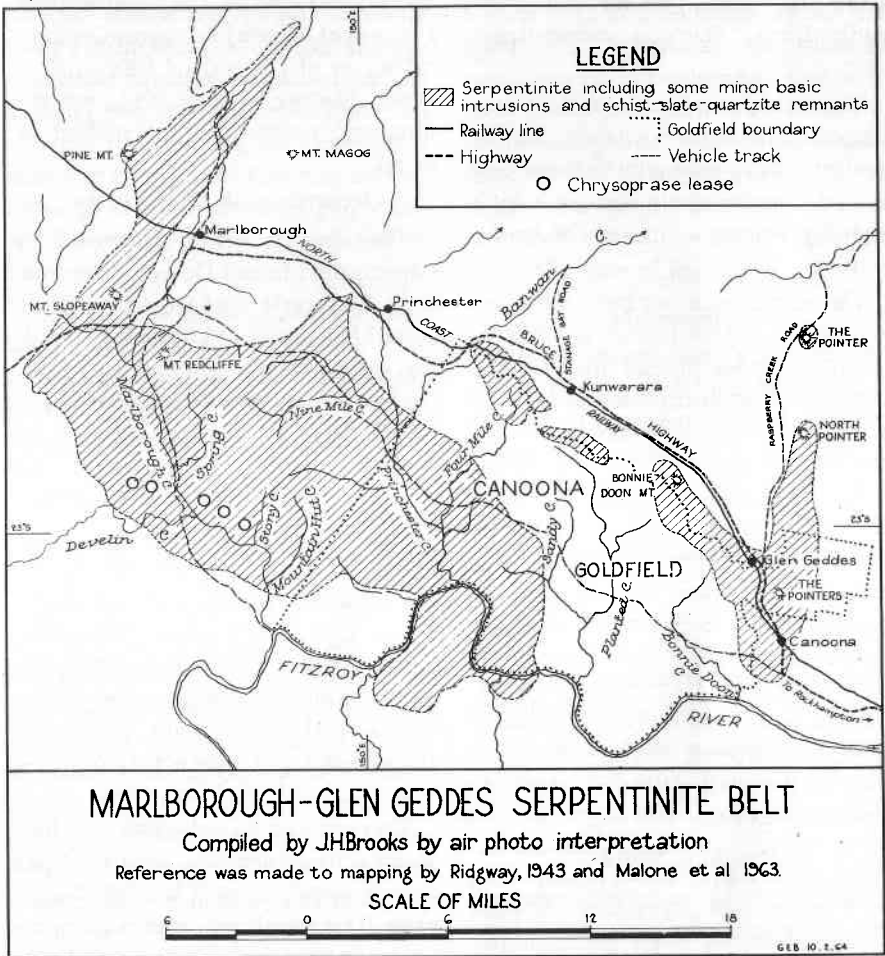 150°E
LEGEND
Serpentinite including some minor basic
intrusions and schist-slate-quartzite remnants
Railway line
Goldfield boundary
Highway
Vehicle track
Chrysoprase lease
PINE MT.
MT. MAGOG
Marlborough
NORTH
COAST
RAILWAY
Princhester
Banwan
C.
MT. SLOPEAWAY
BRUCE
HIGHWAY
STANAGE BAY ROAD
RASPBERRY CREEK ROAD
THE
POINTER
MT. REDCLIFFE
Kunwarara
Marlborough C.
Spring C.
Nine Mile C.
Four Mile C.
NORTH
POINTER
BONNIE
DOON MT.
CANOONA
GOLDFIELD
Princhester C.
23°S
23°S
Develin C.
Stony C.
Mountain Hut C.
Sandy C.
Planted C.
Glen Geddes
THE
POINTERS
Canoona
Bonnie Doon
C.
FITZROY
RIVER
To Rockhampton
150°E
MARLBOROUGH-GLEN GEDDES SERPENTINITE BELT
Compiled by J.H.Brooks by air photo interpretation
Reference was made to mapping by Ridgway, 1943 and Malone et al 1963.
SCALE OF MILES
6 0 6 12 18
G.E.B 10.2.64